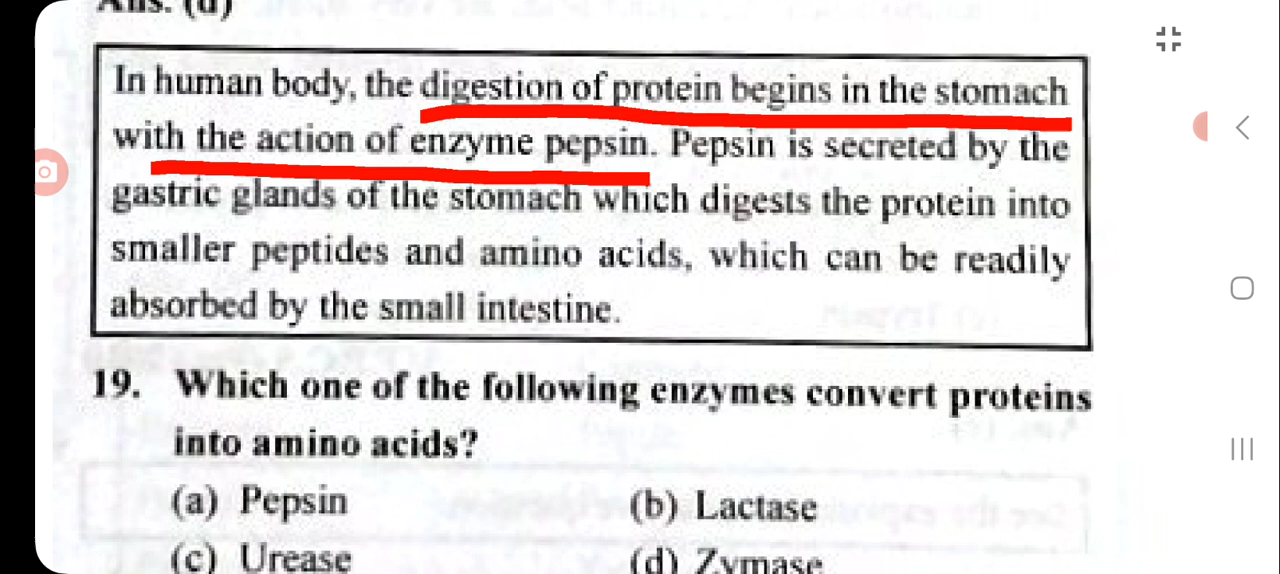 Ans. (d)
In human body, the digestion of protein begins in the stomach
with the action of enzyme pepsin. Pepsin is secreted by the
gastric glands of the stomach which digests the protein into
smaller peptides and amino acids, which can be readily
absorbed by the small intestine.
19. Which one of the following enzymes convert proteins
into amino acids?
(a) Pepsin (b) Lactase
(c) Urease (d) Zymase